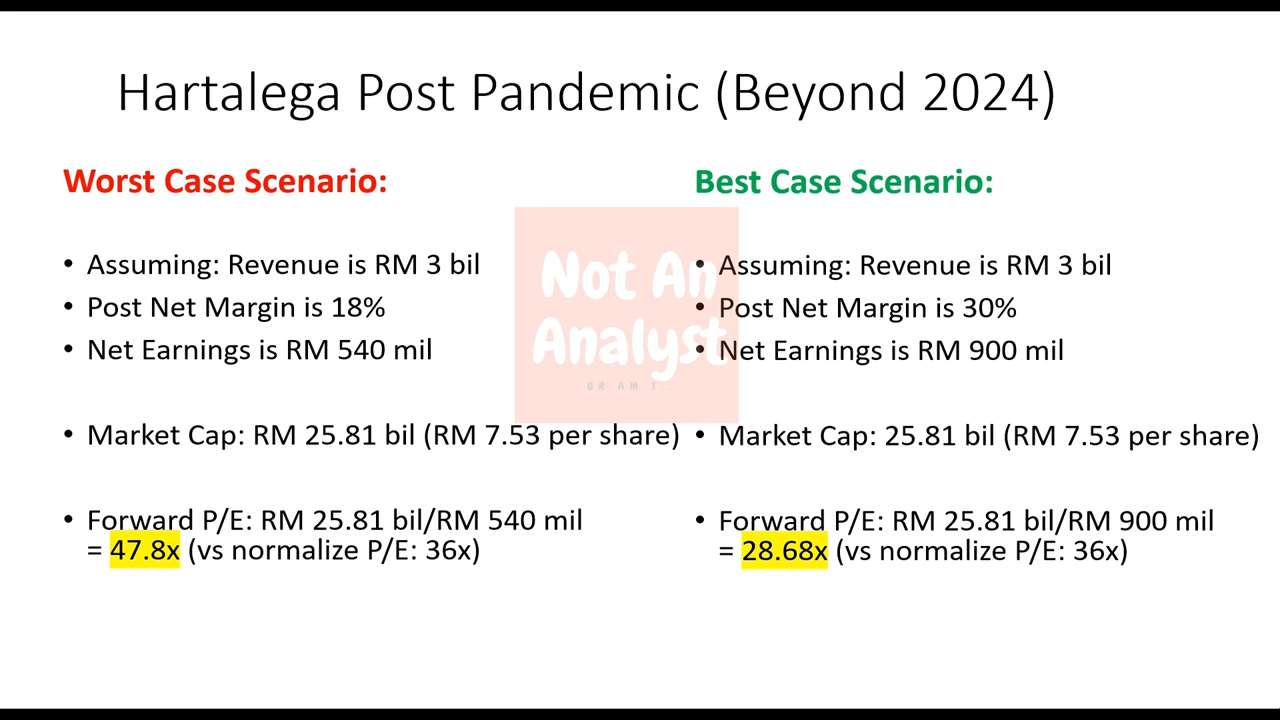 Hartalega Post Pandemic (Beyond 2024)
Worst Case Scenario:
• Assuming: Revenue is RM 3 bil
• Post Net Margin is 18%
• Net Earnings is RM 540 mil
• Market Cap: RM 25.81 bil (RM 7.53 per share)
• Forward P/E: RM 25.81 bil/RM 540 mil
= 47.8x (vs normalize P/E: 36x)
Best Case Scenario:
• Assuming: Revenue is RM 3 bil
• Post Net Margin is 30%
• Net Earnings is RM 900 mil
• Market Cap: 25.81 bil (RM 7.53 per share)
• Forward P/E: RM 25.81 bil/RM 900 mil
= 28.68x (vs normalize P/E: 36x)
Not An
Analyst
OR AM I..